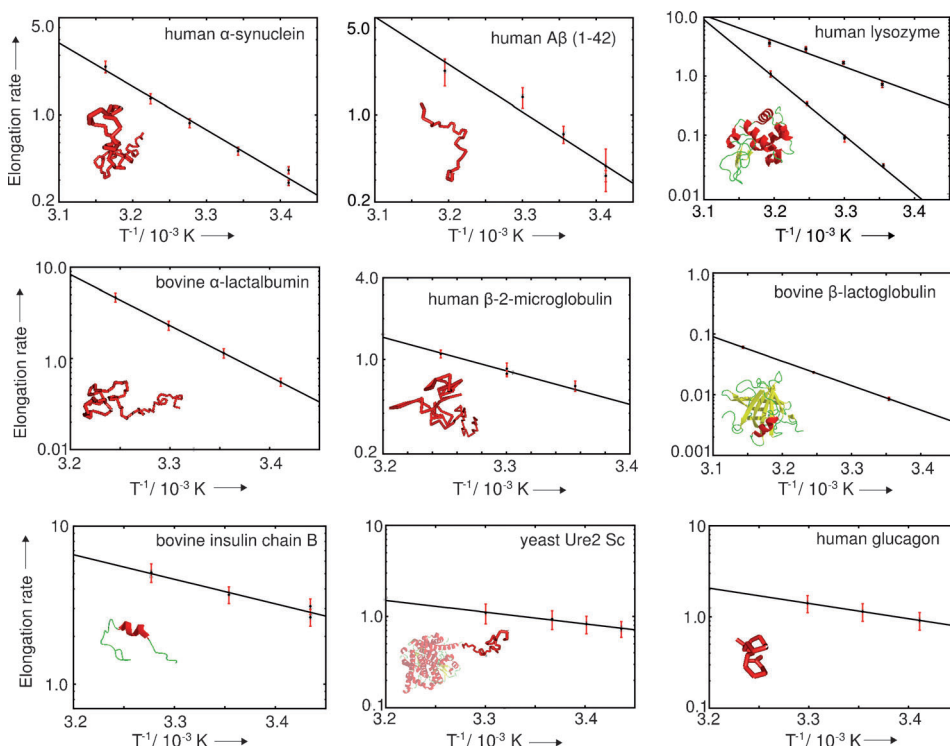 human α-synuclein
5.0
1.0
0.2
3.1 3.2 3.3 3.4
T⁻¹/ 10⁻³ K
Elongation rate
human Aβ (1-42)
5.0
1.0
0.2
3.1 3.2 3.3 3.4
T⁻¹/ 10⁻³ K
human lysozyme
10.0
1.0
0.1
0.01
3.1 3.2 3.3 3.4
T⁻¹/ 10⁻³ K
bovine α-lactalbumin
10.0
1.0
0.01
3.2 3.3 3.4
T⁻¹/ 10⁻³ K
Elongation rate
human β-2-microglobulin
4.0
1.0
0.2
3.2 3.3 3.4
T⁻¹/ 10⁻³ K
bovine β-lactoglobulin
1.0
0.1
0.01
0.001
3.1 3.2 3.3 3.4
T⁻¹/ 10⁻³ K
bovine insulin chain B
10
1.0
3.2 3.3 3.4
T⁻¹/ 10⁻³ K
Elongation rate
yeast Ure2 Sc
10
1.0
0.1
3.2 3.3 3.4
T⁻¹/ 10⁻³ K
human glucagon
10
1.0
0.1
3.2 3.3 3.4
T⁻¹/ 10⁻³ K